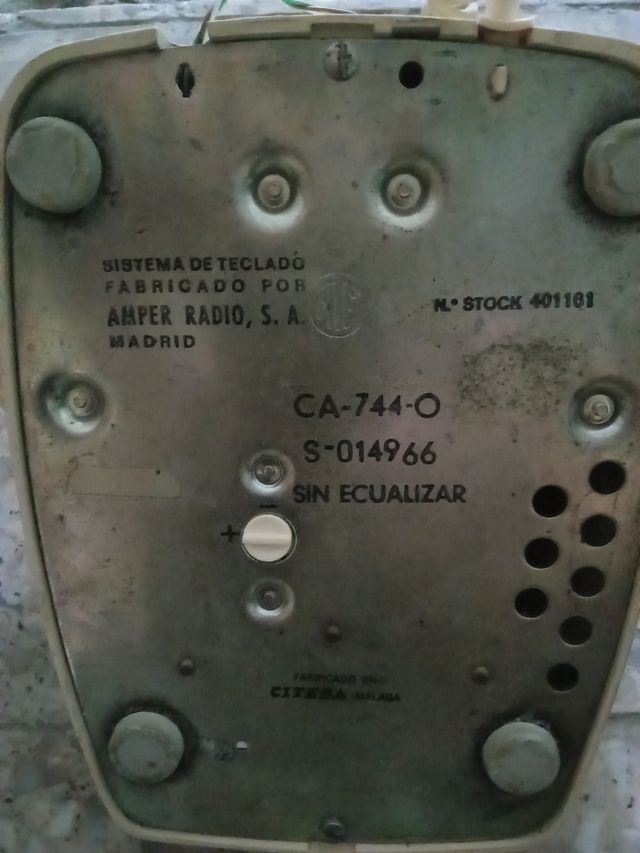 SISTEMA DE TECLADO
FABRICADO POR
AMPER RADIO, S. A.
MADRID
N.º STOCK 401161
CA-744-O
S-014966
SIN ECUALIZAR
-
+
FABRICADO EN
CITESA MALAGA